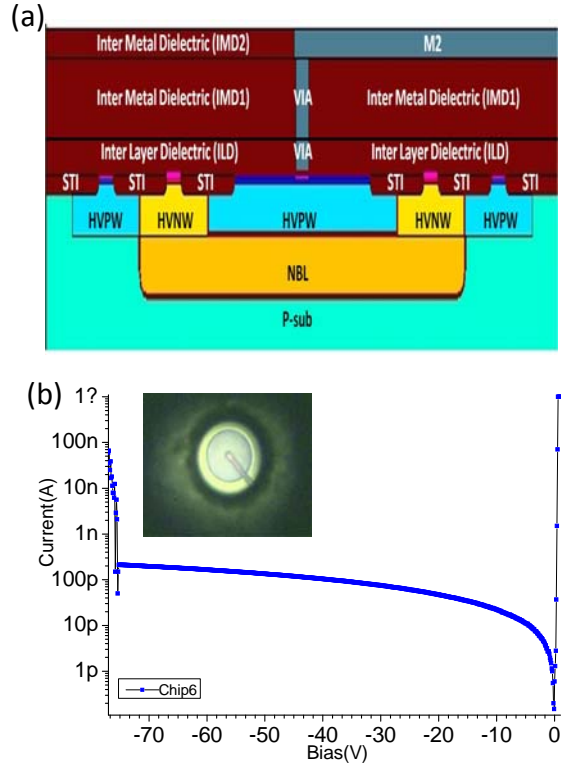 (a)
Inter Metal Dielectric (IMD2) M2
Inter Metal Dielectric (IMD1) VIA Inter Metal Dielectric (IMD1)
Inter Layer Dielectric (ILD) VIA Inter Layer Dielectric (ILD)
STI STI STI STI STI STI
HVPW HVNW HVPW HVNW HVPW
NBL
P-sub
(b)
1?
100n
10n
1n
100p
10p
1p
Current(A)
Chip6
-70 -60 -50 -40 -30 -20 -10 0
Bias(V)